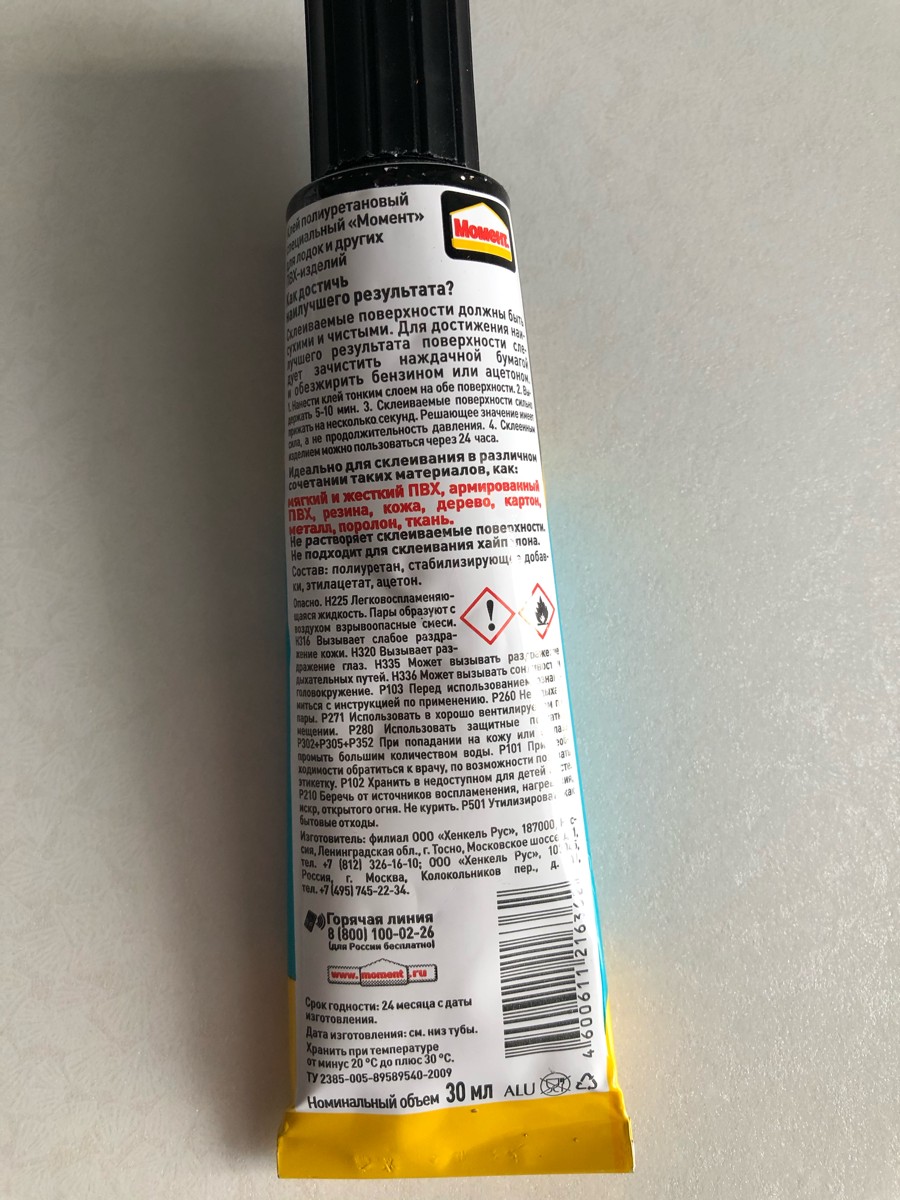 клей полиуретановый
специальный «Момент»
для лодок и других
ПВХ-изделий
Момент
Как достичь
наилучшего результата?
Склеиваемые поверхности должны быть
сухими и чистыми. Для достижения наи-
лучшего результата поверхности сле-
дует зачистить наждачной бумагой
и обезжирить бензином или ацетоном.
1. Нанести клей тонким слоем на обе поверхности. 2. Вы-
держать 5-10 мин. 3. Склеиваемые поверхности сильно
прижать на несколько секунд. Решающее значение имеет
сила, а не продолжительность давления. 4. Склеенным
изделием можно пользоваться через 24 часа.
Идеально для склеивания в различном
сочетании таких материалов, как:
мягкий и жесткий ПВХ, армированный
ПВХ, резина, кожа, дерево, картон,
металл, поролон, ткань.
Не растворяет склеиваемые поверхности.
Не подходит для склеивания хайпалона.
Состав: полиуретан, стабилизирующие добав-
ки, этилацетат, ацетон.
Опасно. H225 Легковоспламеняю-
щаяся жидкость. Пары образуют с
воздухом взрывоопасные смеси.
H316 Вызывает слабое раздра-
жение кожи. H320 Вызывает раз-
дражение глаз. H335 Может вызывать раздражение
дыхательных путей. H336 Может вызывать сонливость и
головокружение. P103 Перед использованием ознако-
миться с инструкцией по применению. P260 Не вдыхать
пары. P271 Использовать в хорошо вентилируемом
мещении. P280 Использовать защитные
P302+P305+P352 При попадании на кожу или
промыть большим количеством воды. P101 При необ-
ходимости обратиться к врачу, по возможности показать
этикетку. P102 Хранить в недоступном для детей месте.
P210 Беречь от источников воспламенения, нагревания,
искр, открытого огня. Не курить. P501 Утилизировать как
бытовые отходы.
Изготовитель: филиал ООО «Хенкель Рус», 187000, Рос-
сия, Ленинградская обл., г. Тосно, Московское шоссе,
тел. +7 (812) 326-16-10; ООО «Хенкель Рус»,
Россия, г. Москва, Колокольников пер., д.
тел. +7 (495) 745-22-34.
Горячая линия
8 (800) 100-02-26
(для России бесплатно)
www.moment.ru
Срок годности: 24 месяца с даты
изготовления.
Дата изготовления: см. низ тубы.
Хранить при температуре
от минус 20 °С до плюс 30 °С.
ТУ 2385-005-89589540-2009
Номинальный объем 30 мл ALU